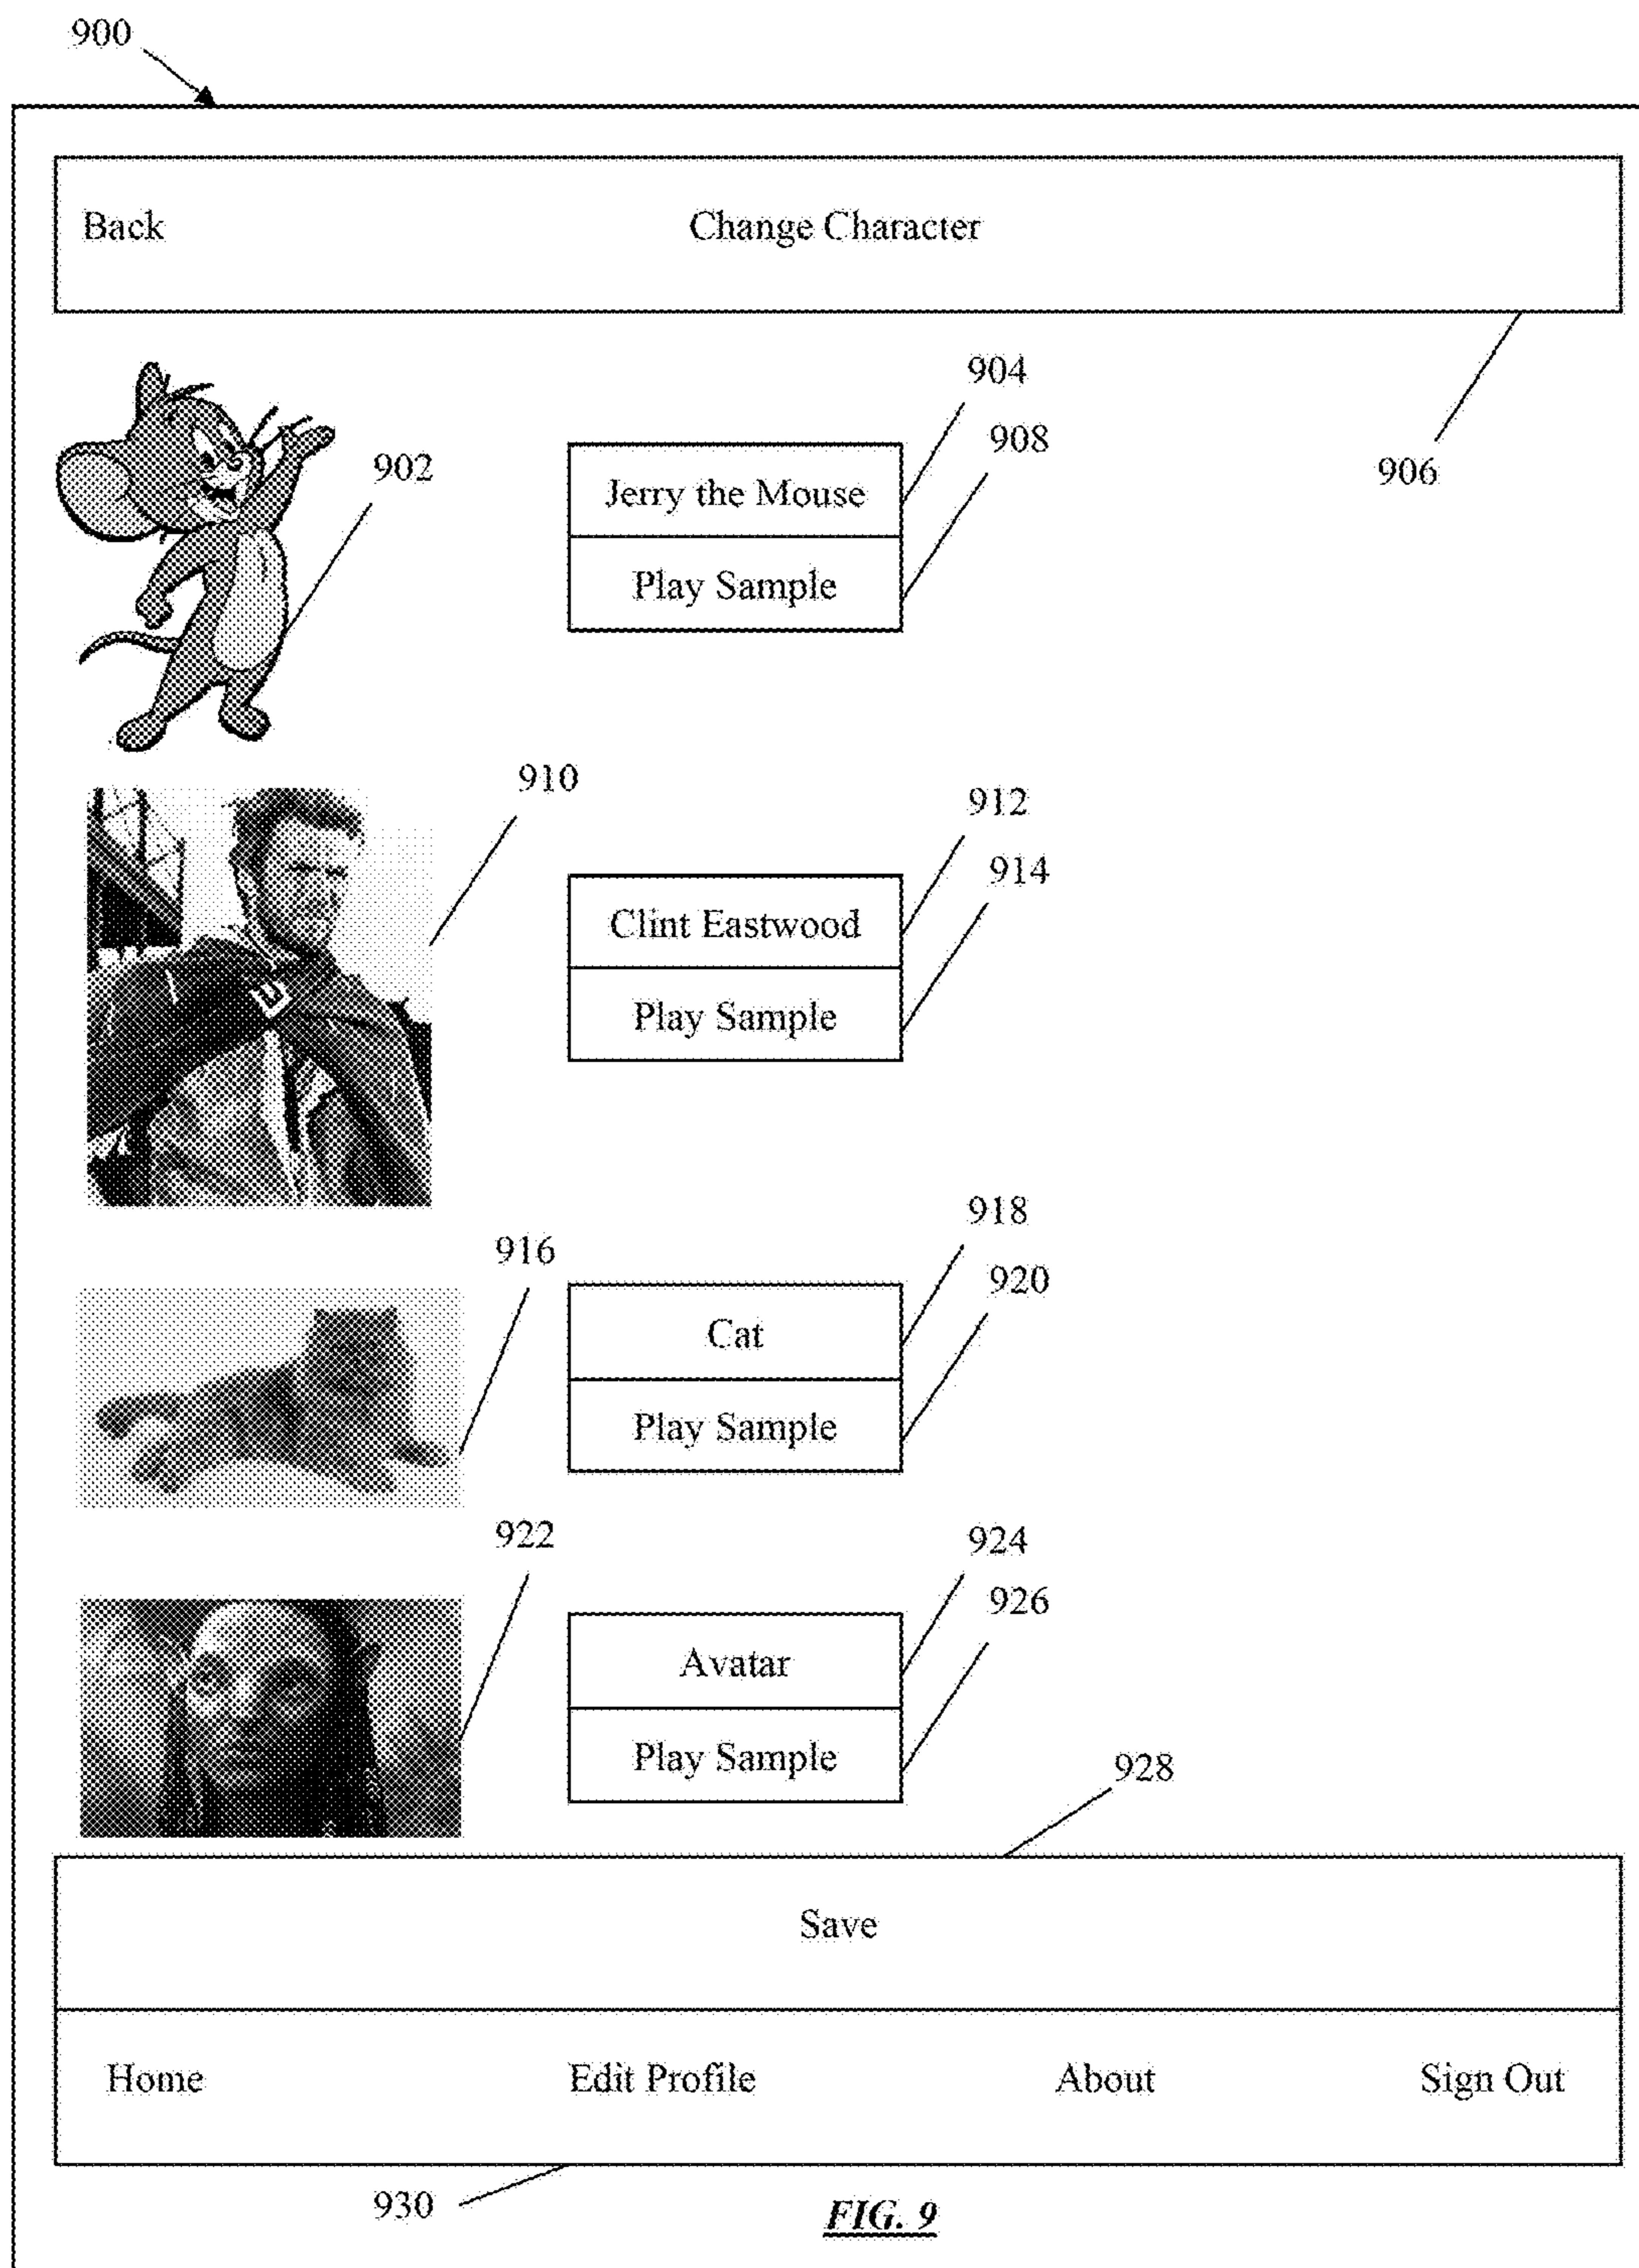 900
Back Change Character
904
908
902
906
Jerry the Mouse
Play Sample
910
912
914
Clint Eastwood
Play Sample
918
916
920
Cat
Play Sample
922
924
926
Avatar
Play Sample
928
Save
Home Edit Profile About Sign Out
930
FIG. 9